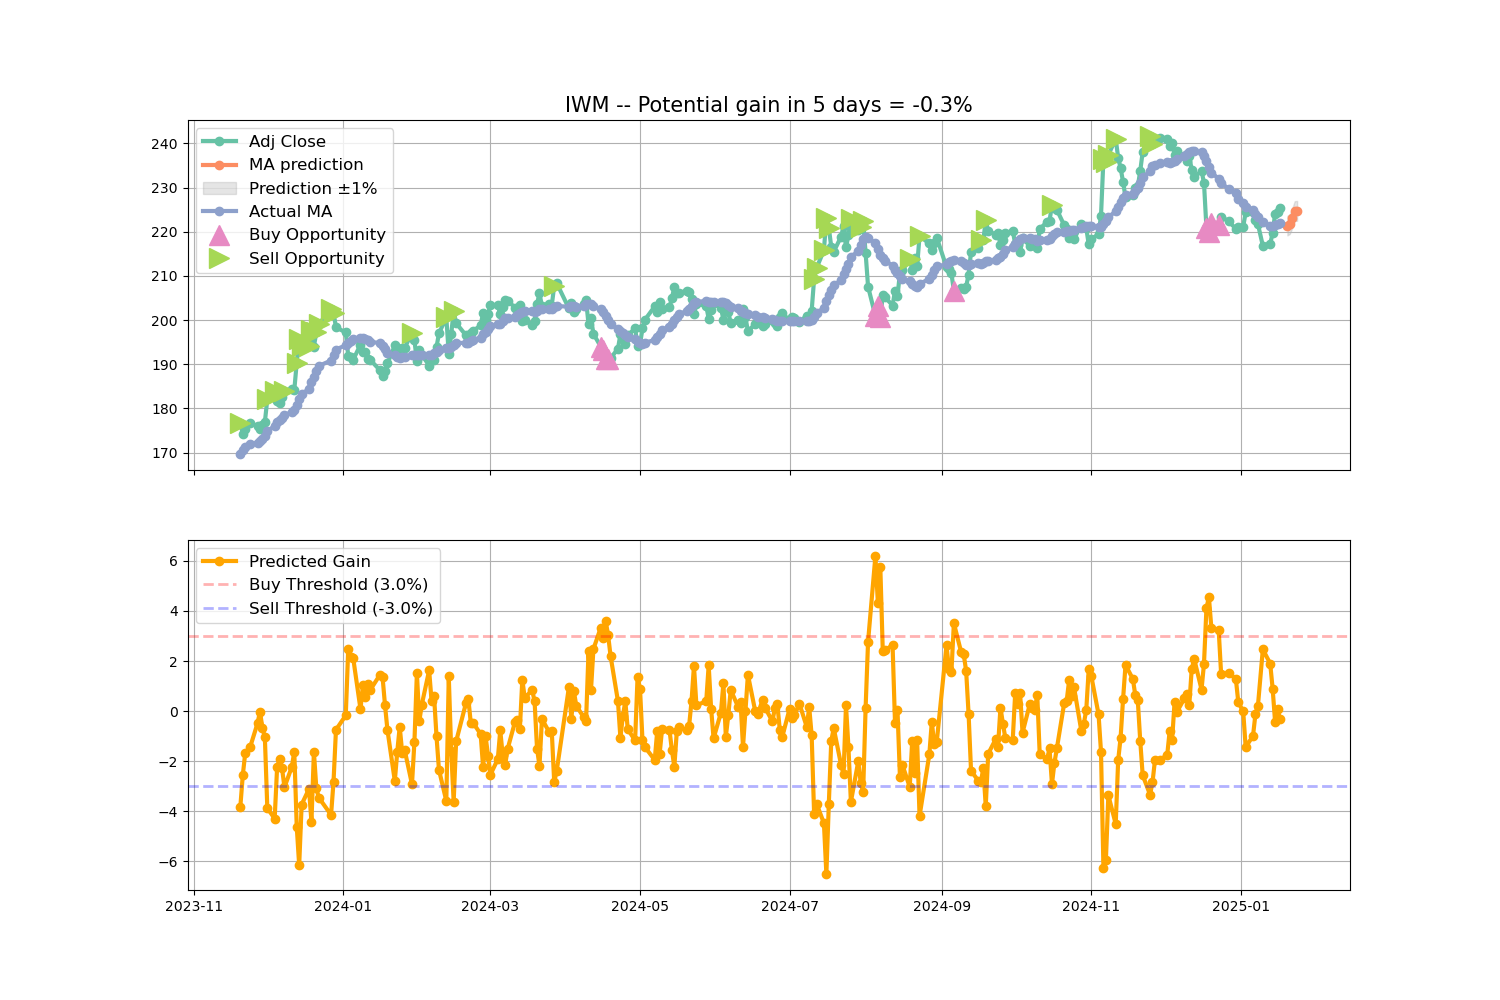 IWM -- Potential gain in 5 days = -0.3%
240
230
220
210
200
190
180
170
Adj Close
MA prediction
Prediction ±1%
Actual MA
Buy Opportunity
Sell Opportunity
6
4
2
0
−2
−4
−6
Predicted Gain
Buy Threshold (3.0%)
Sell Threshold (-3.0%)
2023-11
2024-01
2024-03
2024-05
2024-07
2024-09
2024-11
2025-01